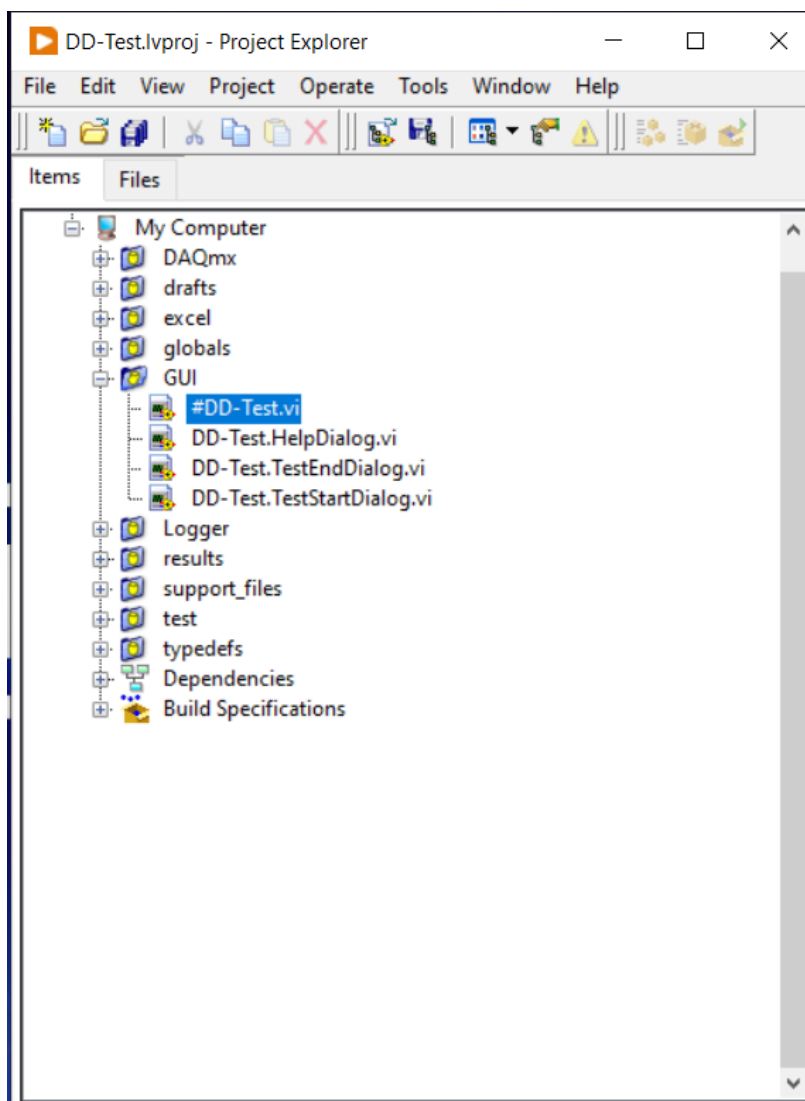 DD-Test.lvproj - Project Explorer
File Edit View Project Operate Tools Window Help
Items Files
My Computer
DAQmx
drafts
excel
globals
GUI
#DD-Test.vi
DD-Test.HelpDialog.vi
DD-Test.TestEndDialog.vi
DD-Test.TestStartDialog.vi
Logger
results
support_files
test
typedefs
Dependencies
Build Specifications